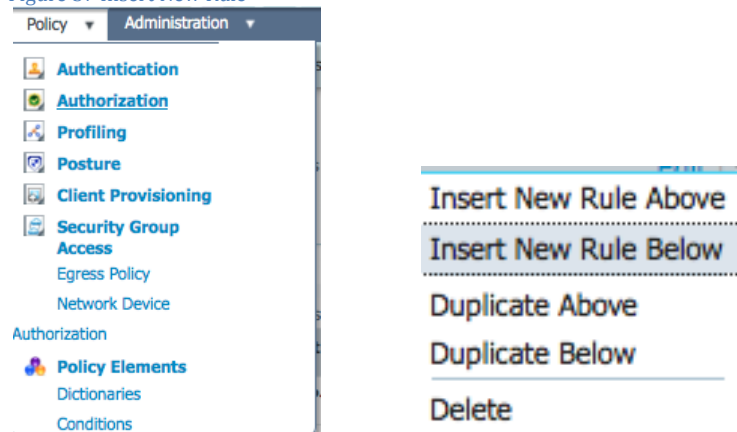 Policy ▼ Administration ▼
Authentication
Authorization
Profiling
Posture
Client Provisioning
Security Group
Access
Egress Policy
Network Device
Authorization
Policy Elements
Dictionaries
Conditions
Insert New Rule Above
Insert New Rule Below
Duplicate Above
Duplicate Below
Delete